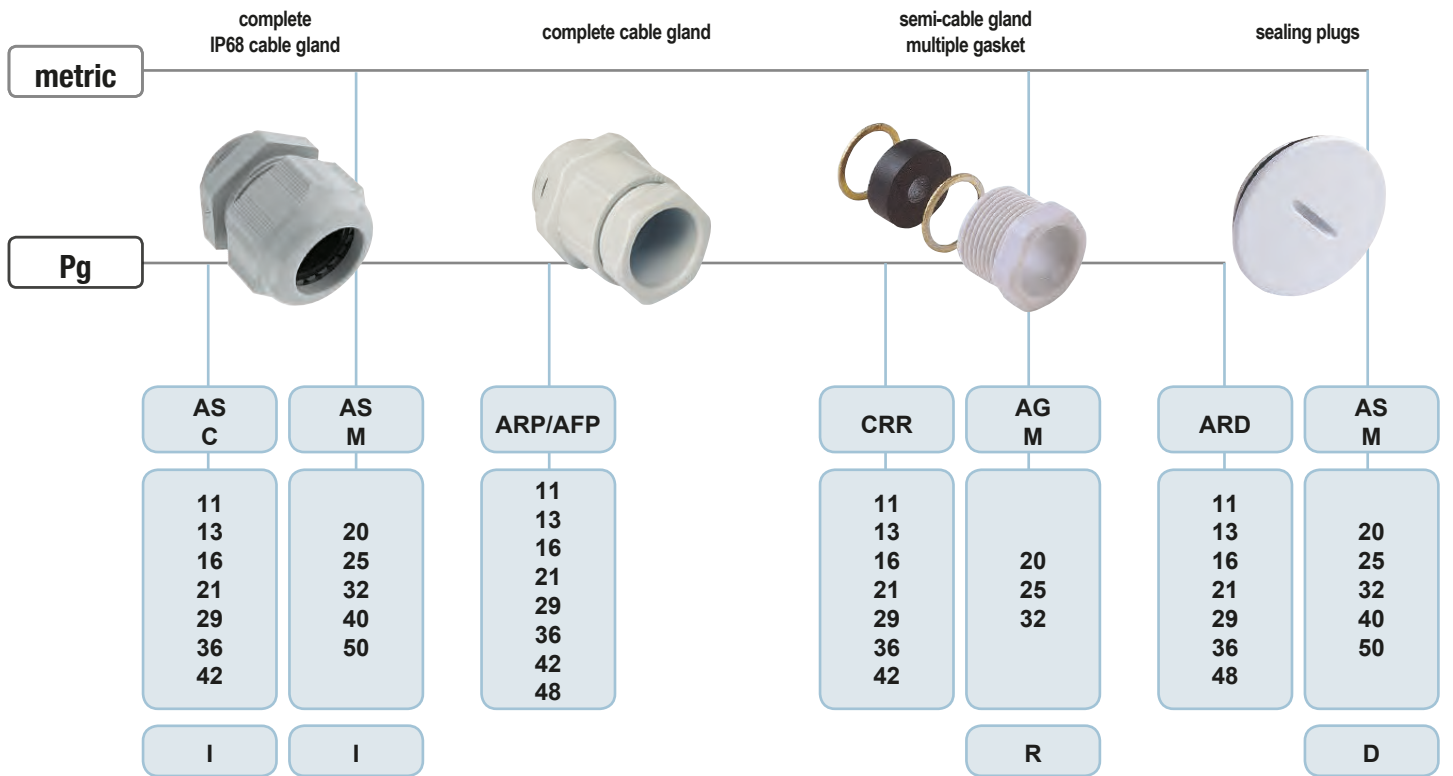 complete
IP68 cable gland
complete cable gland
semi-cable gland
multiple gasket
sealing plugs
metric
Pg
AS
C
AS
M
ARP/AFP
CRR
AG
M
ARD
AS
M
11
13
16
21
29
36
42
20
25
32
40
50
11
13
16
21
29
36
42
48
11
13
16
21
29
36
42
20
25
32
11
13
16
21
29
36
48
20
25
32
40
50
I
I
R
D